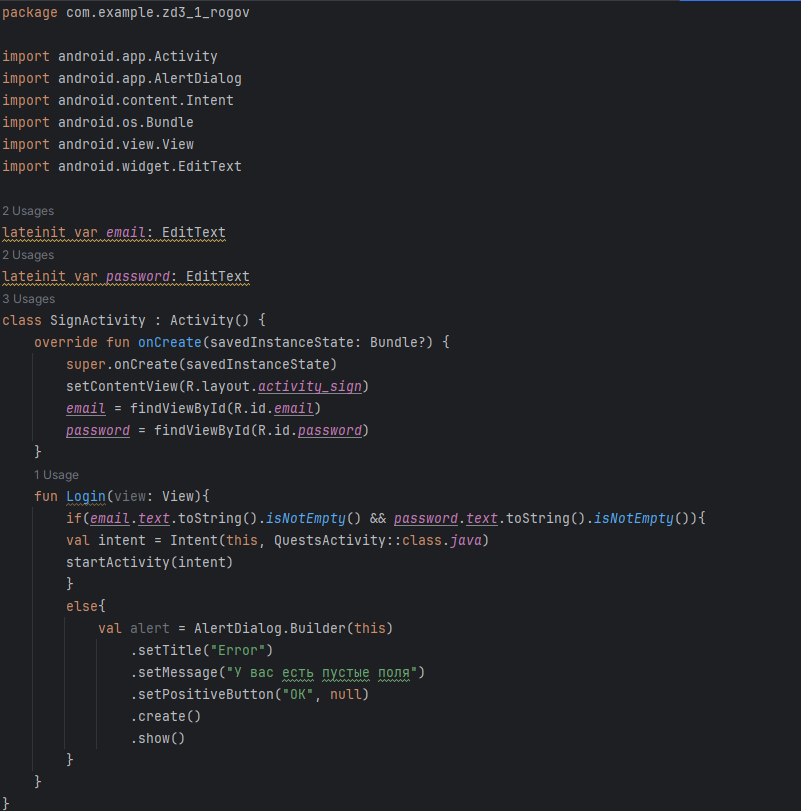 package com.example.zd3_1_rogov
import android.app.Activity
import android.app.AlertDialog
import android.content.Intent
import android.os.Bundle
import android.view.View
import android.widget.EditText
2 Usages
lateinit var email: EditText
2 Usages
lateinit var password: EditText
3 Usages
class SignActivity : Activity() {
    override fun onCreate(savedInstanceState: Bundle?) {
        super.onCreate(savedInstanceState)
        setContentView(R.layout.activity_sign)
        email = findViewById(R.id.email)
        password = findViewById(R.id.password)
    }
    1 Usage
    fun Login(view: View){
        if(email.text.toString().isNotEmpty() && password.text.toString().isNotEmpty()){
        val intent = Intent(this, QuestsActivity::class.java)
        startActivity(intent)
        }
        else{
            val alert = AlertDialog.Builder(this)
                .setTitle("Error")
                .setMessage("У вас есть пустые поля")
                .setPositiveButton("OK", null)
                .create()
                .show()
        }
    }
}